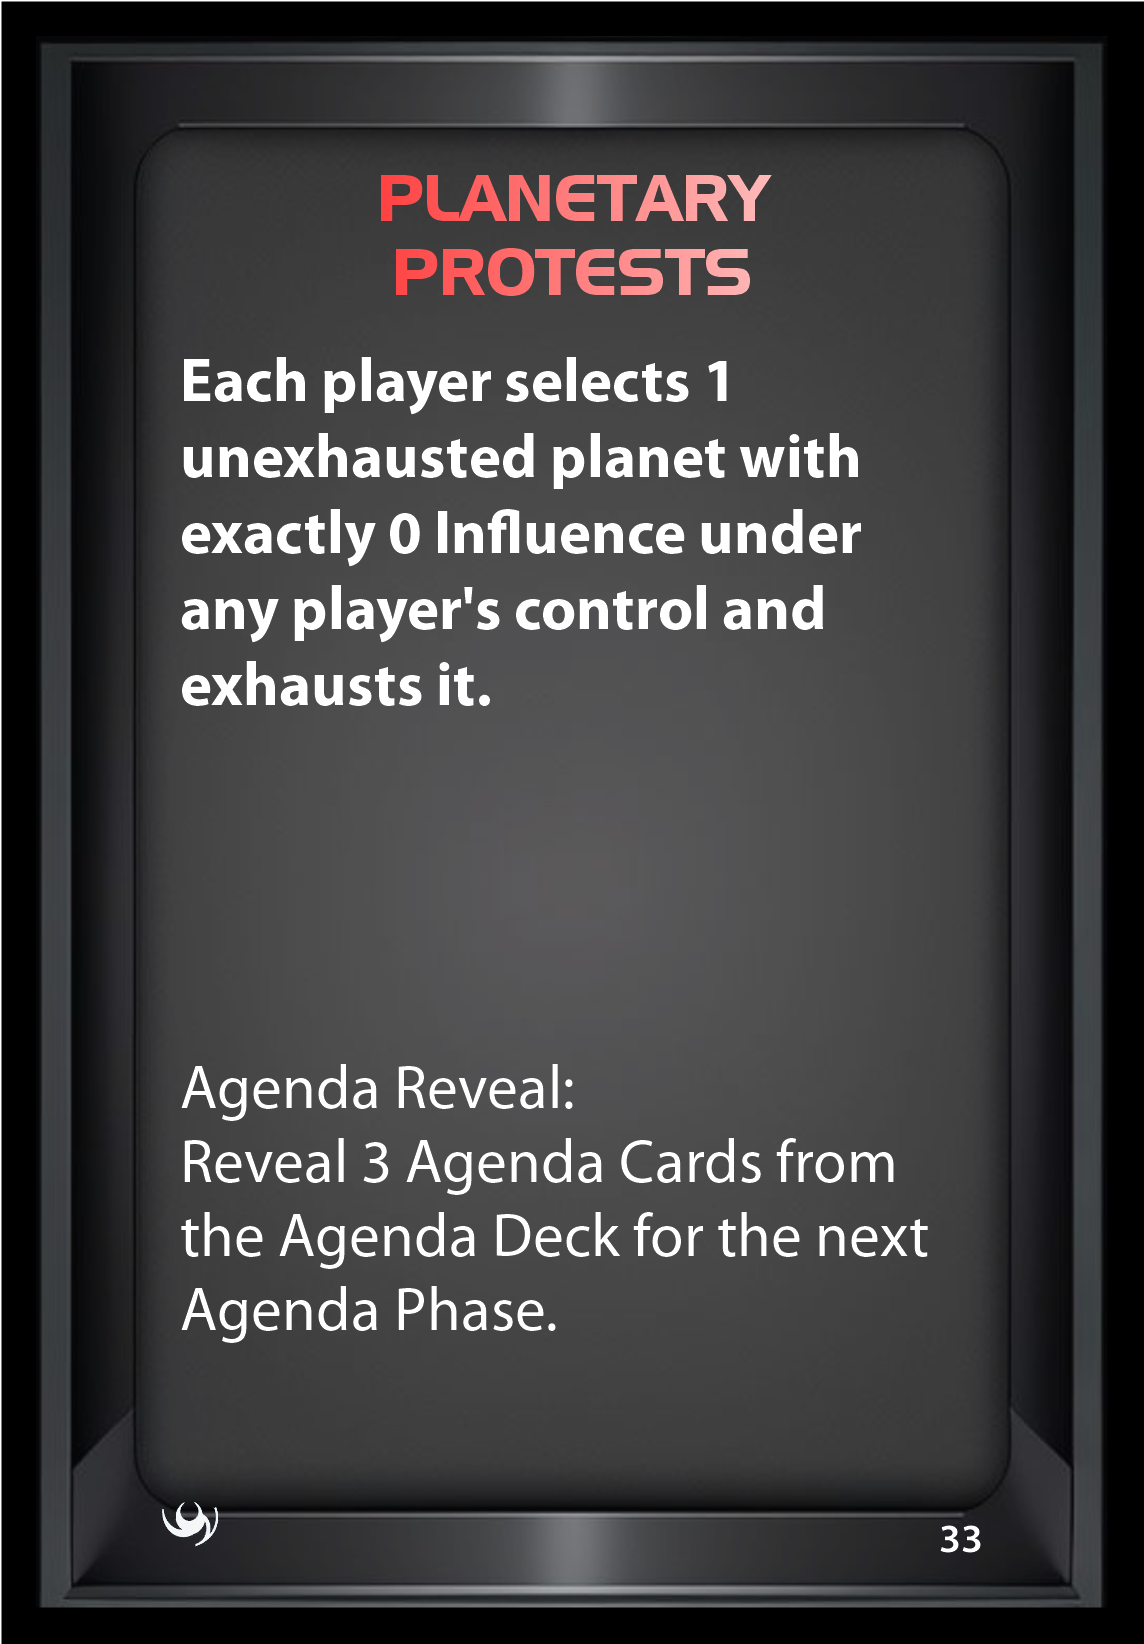 PLANETARY
PROTESTS
Each player selects 1
unexhausted planet with
exactly 0 Influence under
any player's control and
exhausts it.
Agenda Reveal:
Reveal 3 Agenda Cards from
the Agenda Deck for the next
Agenda Phase.
33